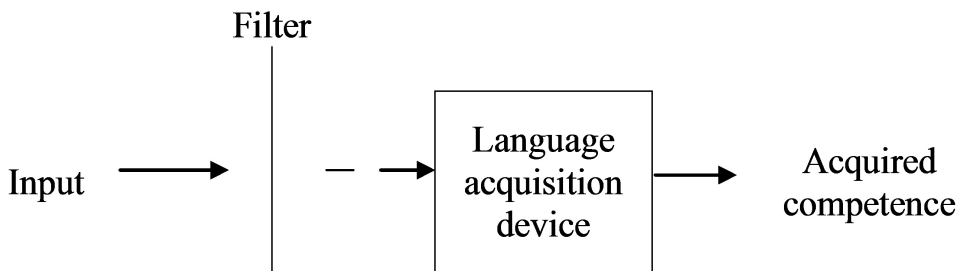 Filter
Input
Language
acquisition
device
Acquired
competence